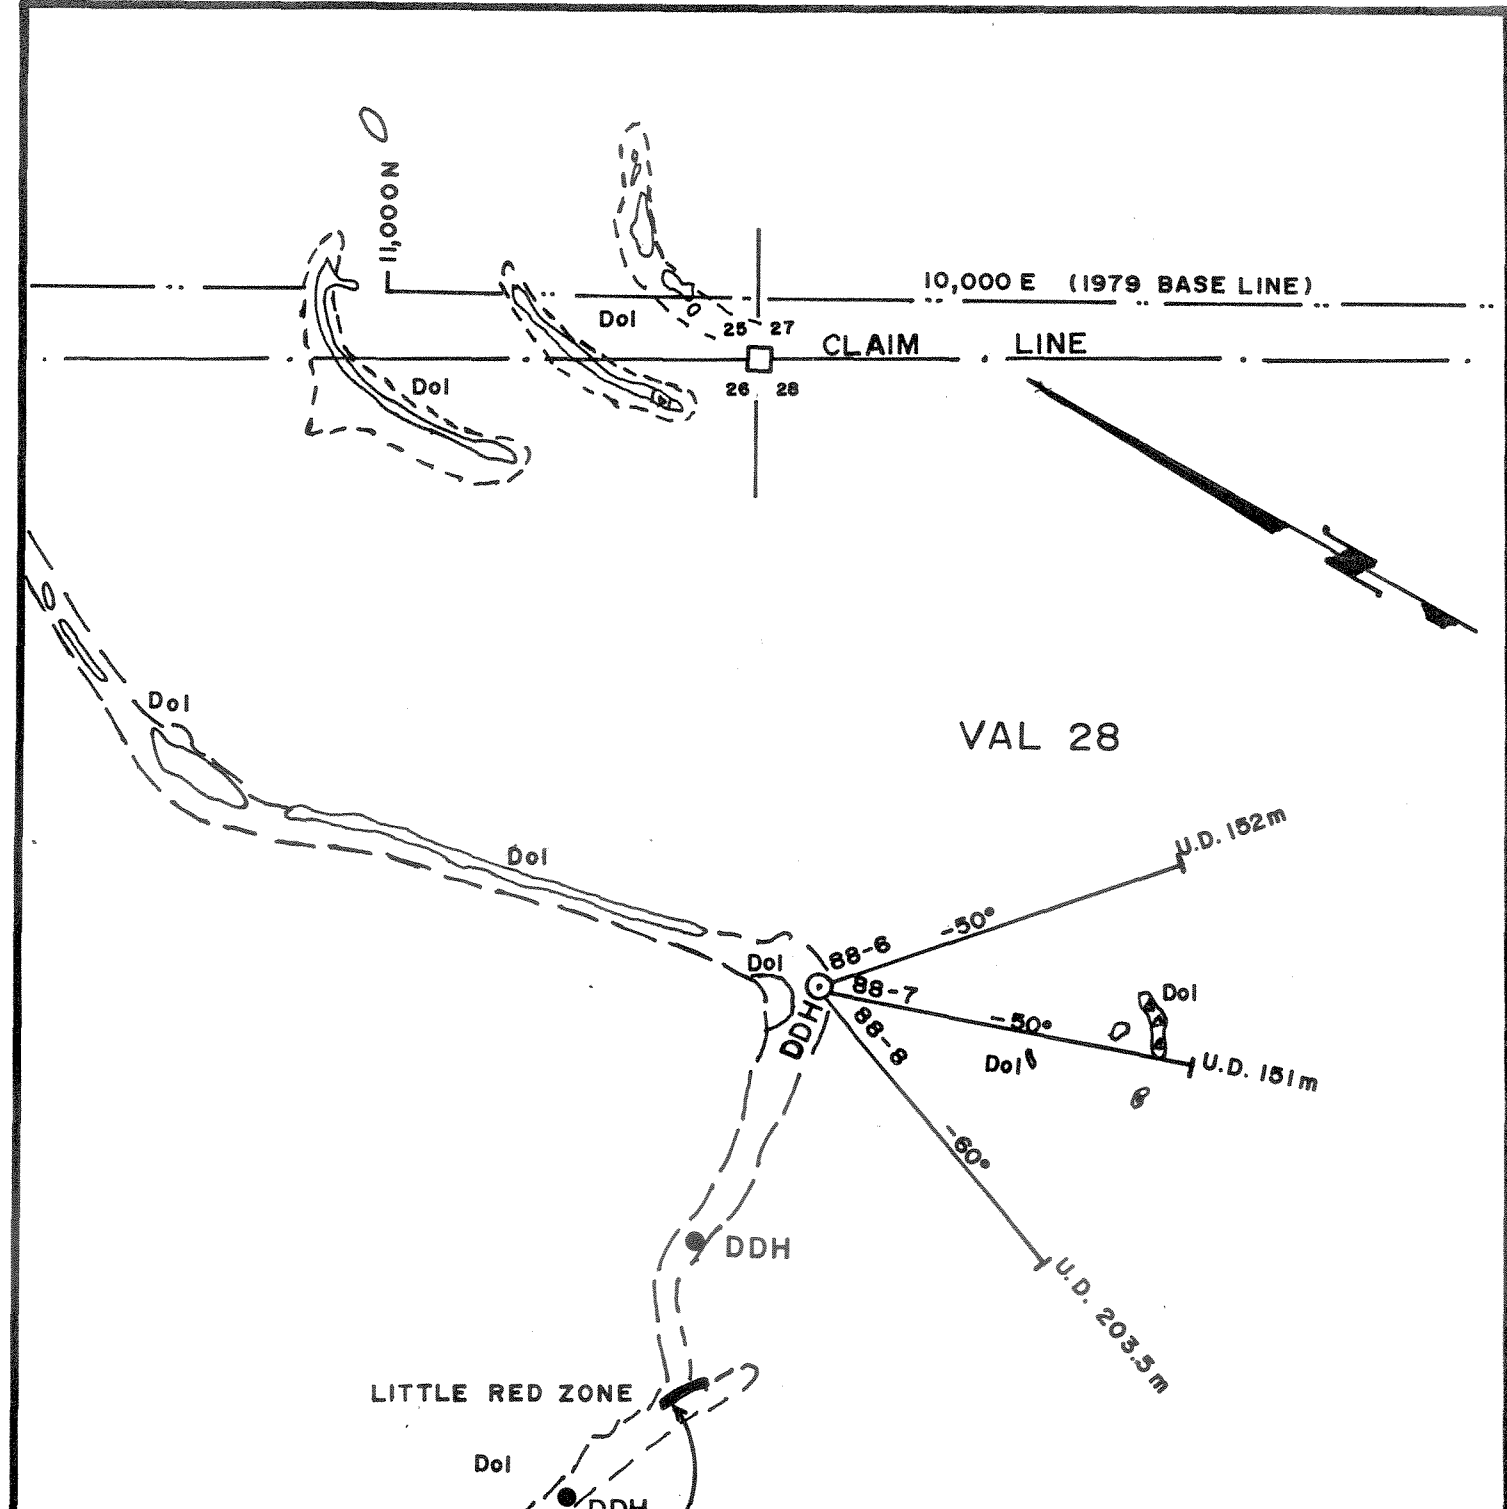 11,000 N
10,000 E (1979 BASE LINE)
Dol
25 27
CLAIM LINE
Dol
26 28
Dol
VAL 28
U.D. 152m
Dol
-50°
88-6
Dol
88-7
Dol
-50°
DDH
88-8
Dol
U.D. 151m
-60°
DDH
U.D. 203.5m
LITTLE RED ZONE
Dol
DDH